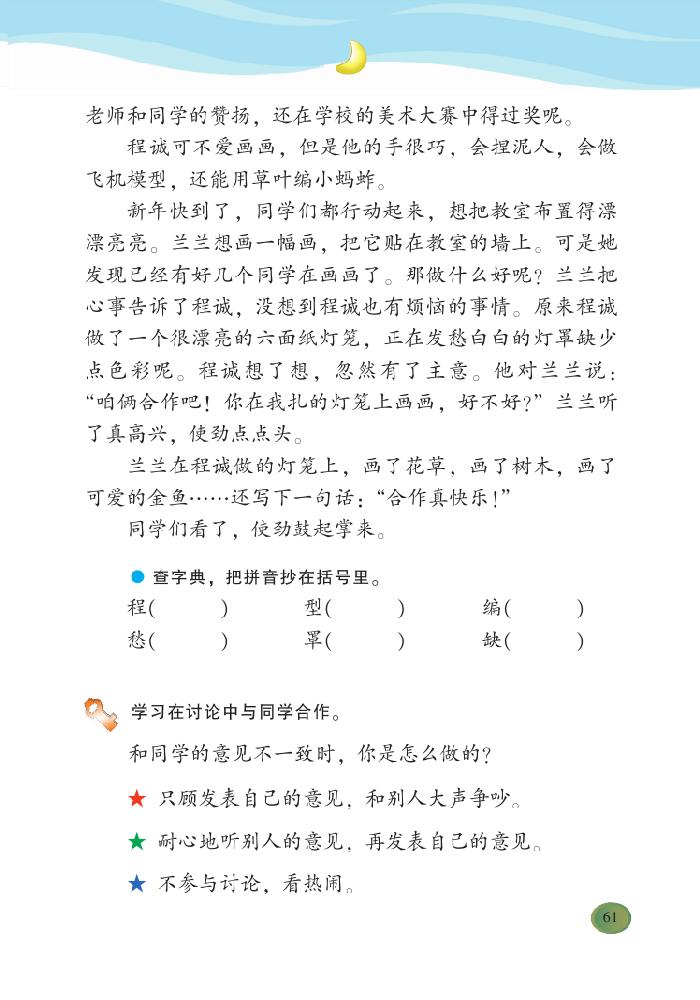 老师和同学的赞扬，还在学校的美术大赛中得过奖呢。
程诚可不爱画画，但是他的手很巧，会捏泥人，会做
飞机模型，还能用草叶编小蚂蚱。
新年快到了，同学们都行动起来，想把教室布置得漂
漂亮亮。兰兰想画一幅画，把它贴在教室的墙上。可是她
发现已经有好几个同学在画画了。那做什么好呢？兰兰把
心事告诉了程诚，没想到程诚也有烦恼的事情。原来程诚
做了一个很漂亮的六面纸灯笼，正在发愁白白的灯罩缺少
点色彩呢。程诚想了想，忽然有了主意。他对兰兰说：
“咱俩合作吧！你在我扎的灯笼上画画，好不好？”兰兰听
了真高兴，使劲点点头。
兰兰在程诚做的灯笼上，画了花草，画了树木，画了
可爱的金鱼……还写下一句话：“合作真快乐！”
同学们看了，使劲鼓起掌来。
● 查字典，把拼音抄在括号里。
程(　　　) 型(　　　) 编(　　　)
愁(　　　) 罩(　　　) 缺(　　　)
学习在讨论中与同学合作。
和同学的意见不一致时，你是怎么做的？
★ 只顾发表自己的意见，和别人大声争吵。
★ 耐心地听别人的意见，再发表自己的意见。
★ 不参与讨论，看热闹。
61